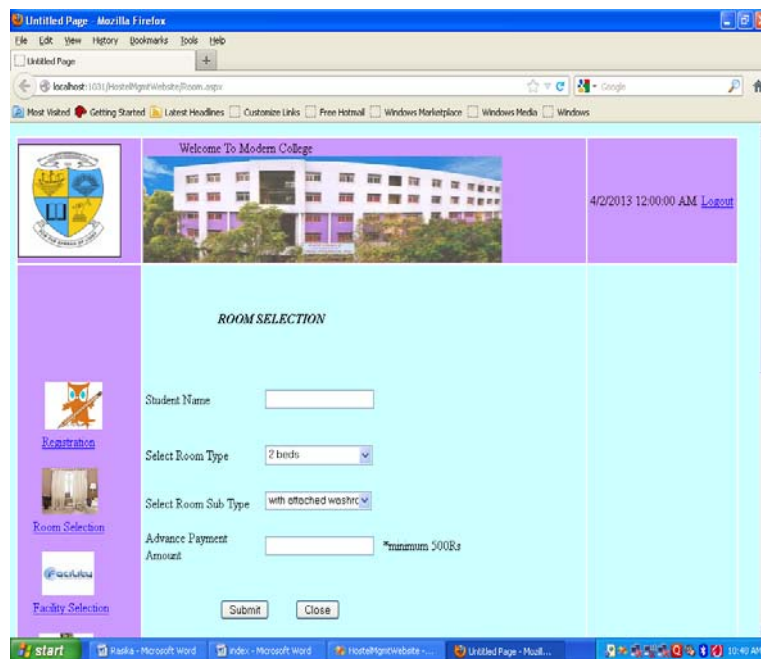 Untitled Page - Mozilla Firefox
File Edit View History Bookmarks Tools Help
Untitled Page +
localhost:1031/HostelMgmtWebsite/Room.aspx
Google
Most Visited Getting Started Latest Headlines Customize Links Free Hotmail Windows Marketplace Windows Media Windows
Welcome To Modern College
4/2/2013 12:00:00 AM Logout
ROOM SELECTION
Student Name
Registration
Select Room Type 2 beds
Select Room Sub Type with attached washrc
Room Selection
Advance Payment Amount *minimum 500Rs
Facility
Facility Selection
Submit Close
start Rasika - Microsoft Word index - Microsoft Word HostelMgmtWebsite -... Untitled Page - Mozill... 10:40 AM